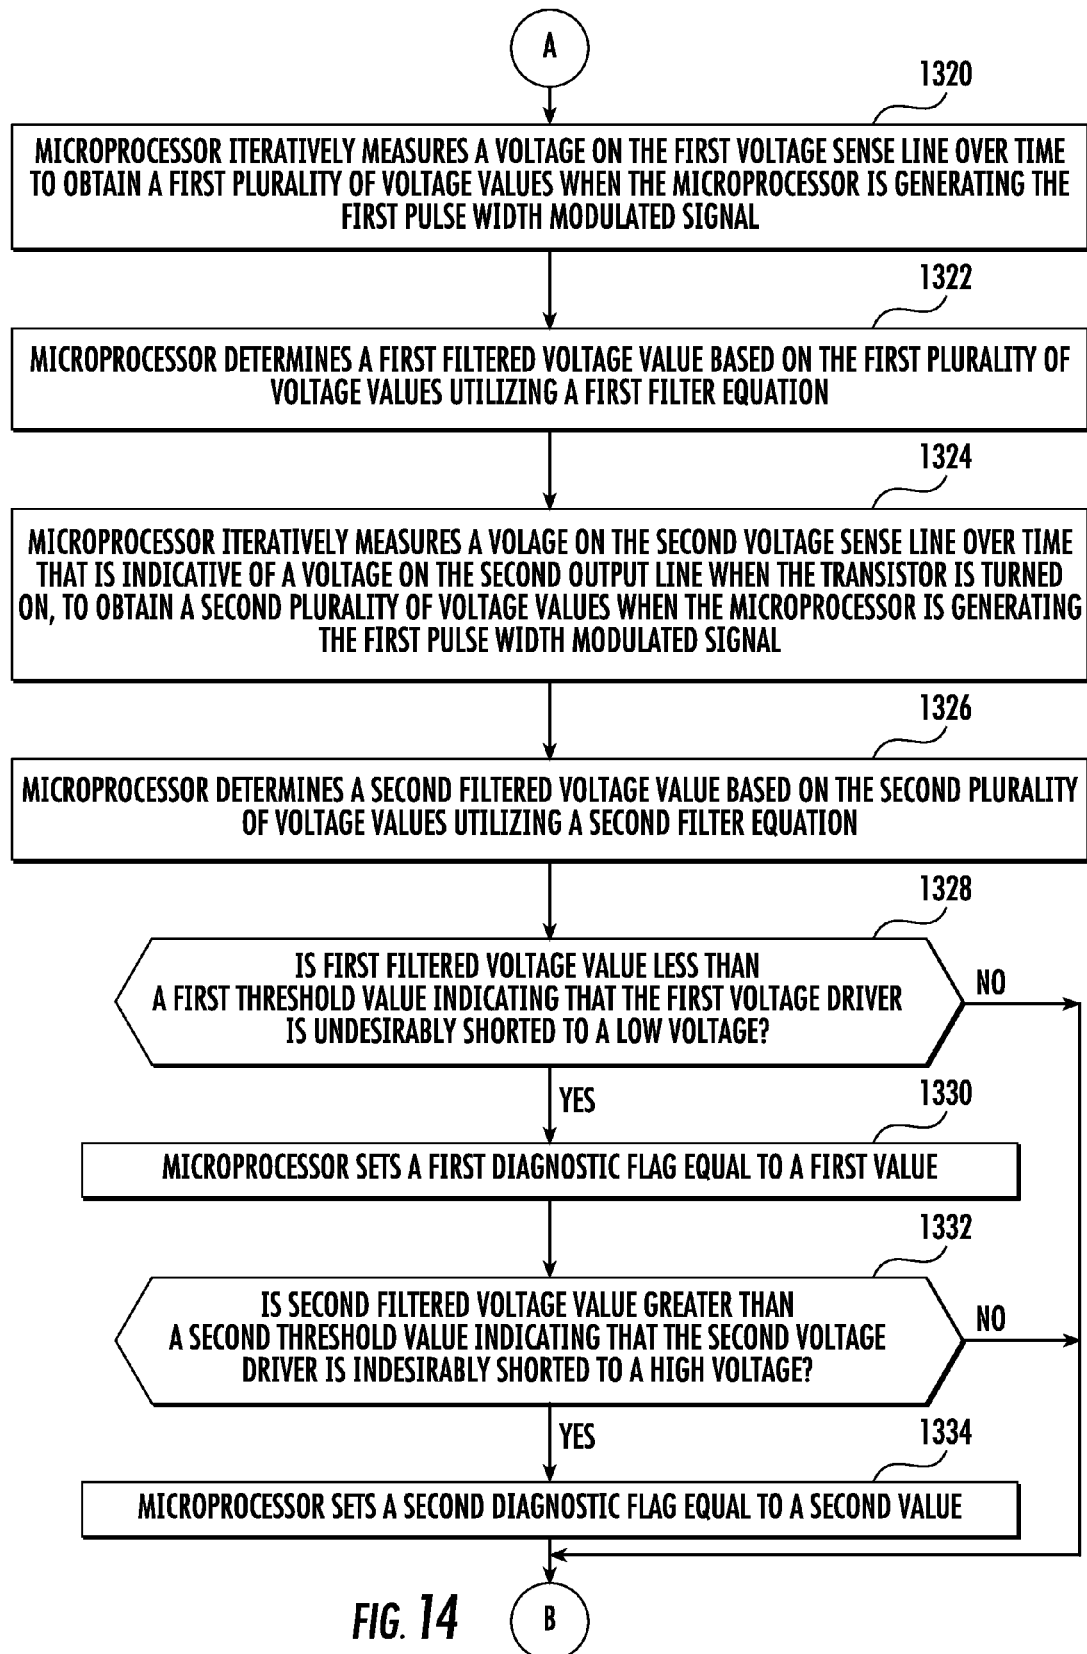 A
1320
MICROPROCESSOR ITERATIVELY MEASURES A VOLTAGE ON THE FIRST VOLTAGE SENSE LINE OVER TIME
TO OBTAIN A FIRST PLURALITY OF VOLTAGE VALUES WHEN THE MICROPROCESSOR IS GENERATING THE
FIRST PULSE WIDTH MODULATED SIGNAL
1322
MICROPROCESSOR DETERMINES A FIRST FILTERED VOLTAGE VALUE BASED ON THE FIRST PLURALITY OF
VOLTAGE VALUES UTILIZING A FIRST FILTER EQUATION
1324
MICROPROCESSOR ITERATIVELY MEASURES A VOLAGE ON THE SECOND VOLTAGE SENSE LINE OVER TIME
THAT IS INDICATIVE OF A VOLTAGE ON THE SECOND OUTPUT LINE WHEN THE TRANSISTOR IS TURNED
ON, TO OBTAIN A SECOND PLURALITY OF VOLTAGE VALUES WHEN THE MICROPROCESSOR IS GENERATING
THE FIRST PULSE WIDTH MODULATED SIGNAL
1326
MICROPROCESSOR DETERMINES A SECOND FILTERED VOLTAGE VALUE BASED ON THE SECOND PLURALITY
OF VOLTAGE VALUES UTILIZING A SECOND FILTER EQUATION
1328
IS FIRST FILTERED VOLTAGE VALUE LESS THAN
A FIRST THRESHOLD VALUE INDICATING THAT THE FIRST VOLTAGE DRIVER
IS UNDESIRABLY SHORTED TO A LOW VOLTAGE?
NO
YES
1330
MICROPROCESSOR SETS A FIRST DIAGNOSTIC FLAG EQUAL TO A FIRST VALUE
1332
IS SECOND FILTERED VOLTAGE VALUE GREATER THAN
A SECOND THRESHOLD VALUE INDICATING THAT THE SECOND VOLTAGE
DRIVER IS INDESIRABLY SHORTED TO A HIGH VOLTAGE?
NO
YES
1334
MICROPROCESSOR SETS A SECOND DIAGNOSTIC FLAG EQUAL TO A SECOND VALUE
B
FIG. 14